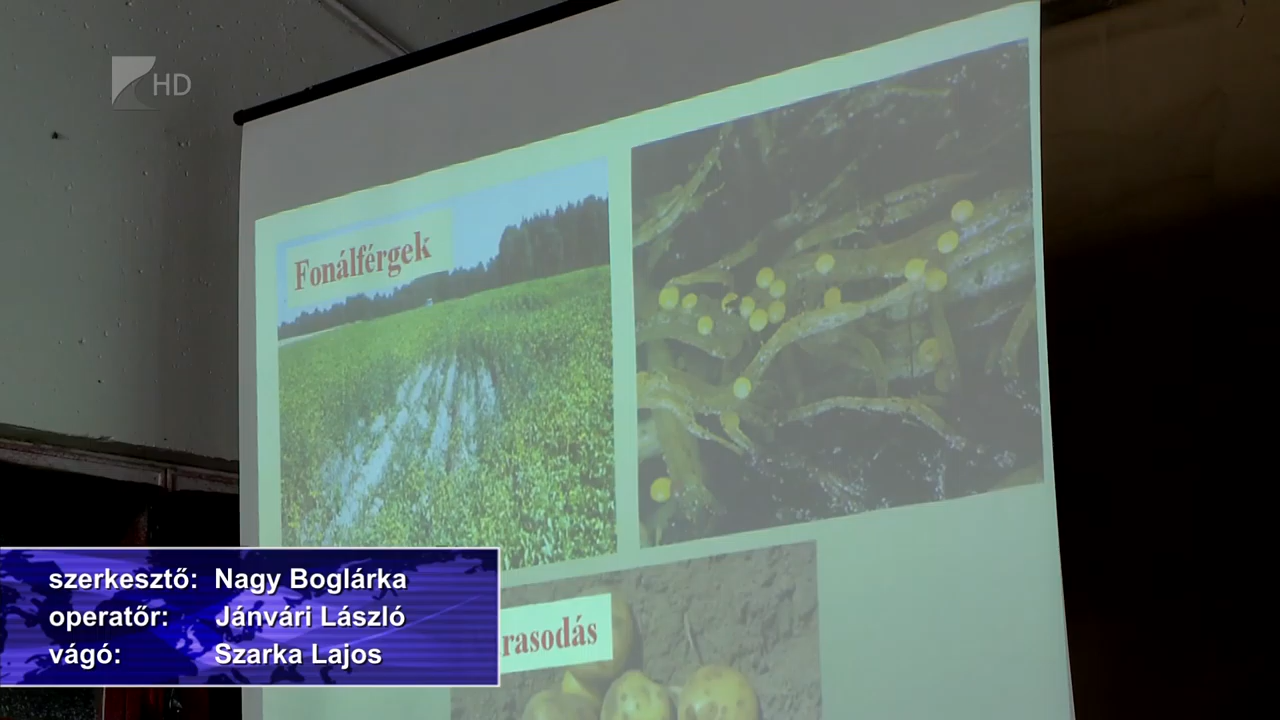 HD
Fonálférgek
rasodás
szerkesztő: Nagy Boglárka
operatőr: Jánvári László
vágó: Szarka Lajos